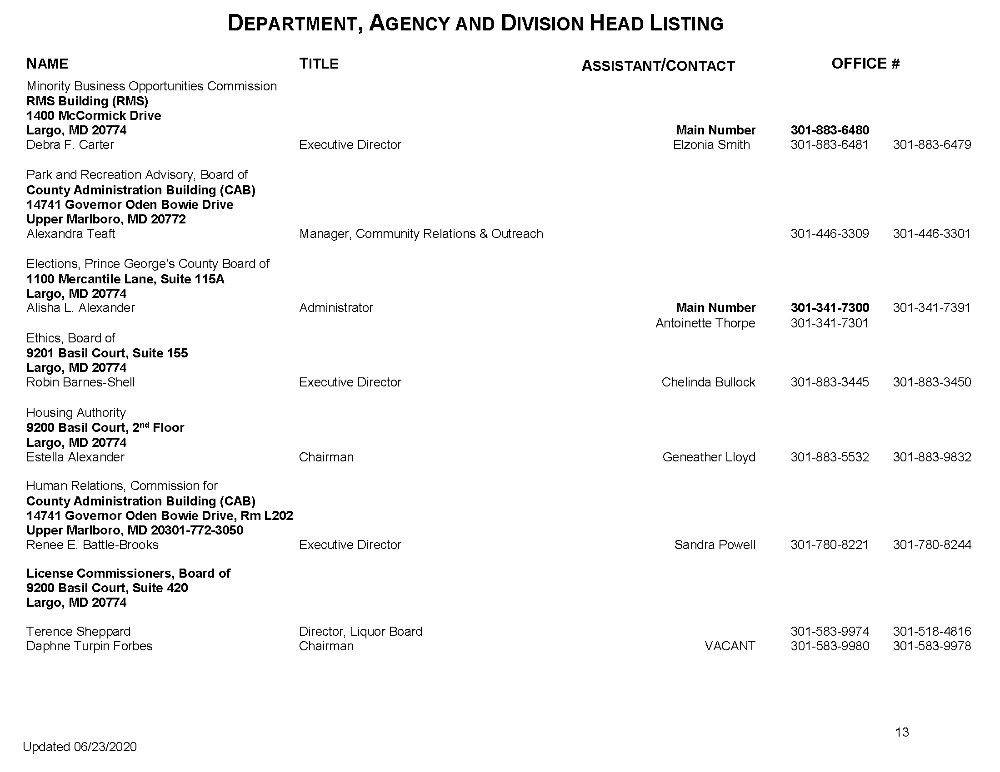 DEPARTMENT, AGENCY AND DIVISION HEAD LISTING
NAME TITLE ASSISTANT/CONTACT OFFICE #
Minority Business Opportunities Commission
RMS Building (RMS)
1400 McCormick Drive
Largo, MD 20774 Main Number 301-883-6480
Debra F. Carter Executive Director Elzonia Smith 301-883-6481 301-883-6479
Park and Recreation Advisory, Board of
County Administration Building (CAB)
14741 Governor Oden Bowie Drive
Upper Marlboro, MD 20772
Alexandra Teaft Manager, Community Relations & Outreach 301-446-3309 301-446-3301
Elections, Prince George’s County Board of
1100 Mercantile Lane, Suite 115A
Largo, MD 20774
Alisha L. Alexander Administrator Main Number 301-341-7300 301-341-7391
Antoinette Thorpe 301-341-7301
Ethics, Board of
9201 Basil Court, Suite 155
Largo, MD 20774
Robin Barnes-Shell Executive Director Chelinda Bullock 301-883-3445 301-883-3450
Housing Authority
9200 Basil Court, 2nd Floor
Largo, MD 20774
Estella Alexander Chairman Geneather Lloyd 301-883-5532 301-883-9832
Human Relations, Commission for
County Administration Building (CAB)
14741 Governor Oden Bowie Drive, Rm L202
Upper Marlboro, MD 20301-772-3050
Renee E. Battle-Brooks Executive Director Sandra Powell 301-780-8221 301-780-8244
License Commissioners, Board of
9200 Basil Court, Suite 420
Largo, MD 20774
Terence Sheppard Director, Liquor Board 301-583-9974 301-518-4816
Daphne Turpin Forbes Chairman VACANT 301-583-9980 301-583-9978
13
Updated 06/23/2020